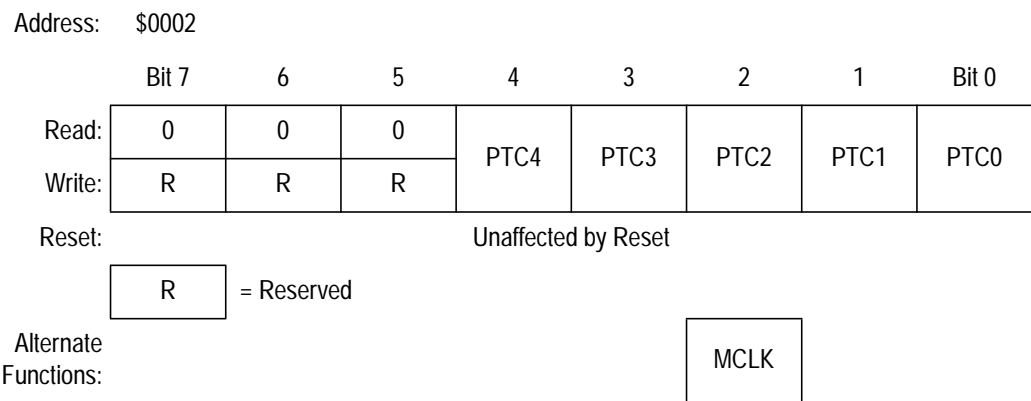 Address: $0002
Bit 7 6 5 4 3 2 1 Bit 0
Read: 0 0 0 PTC4 PTC3 PTC2 PTC1 PTC0
Write: R R R
Reset: Unaffected by Reset
R = Reserved
Alternate
Functions: MCLK